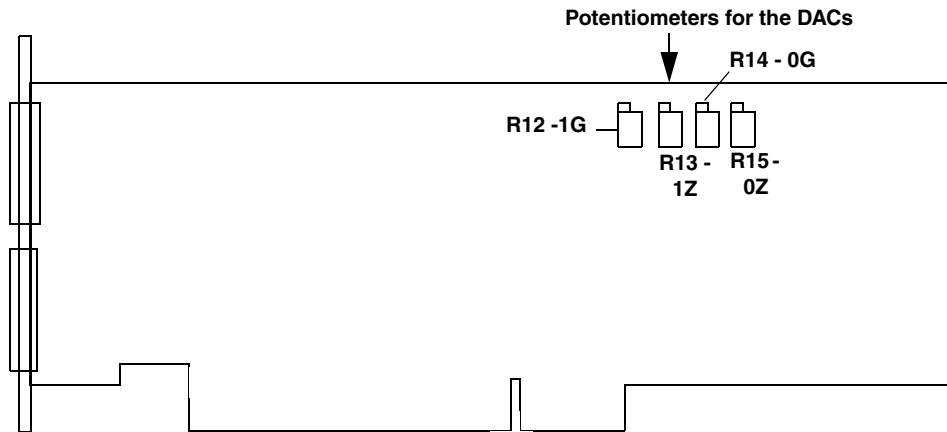 Potentiometers for the DACs
R14 - 0G
R12 -1G
R13 -
1Z
R15 -
0Z